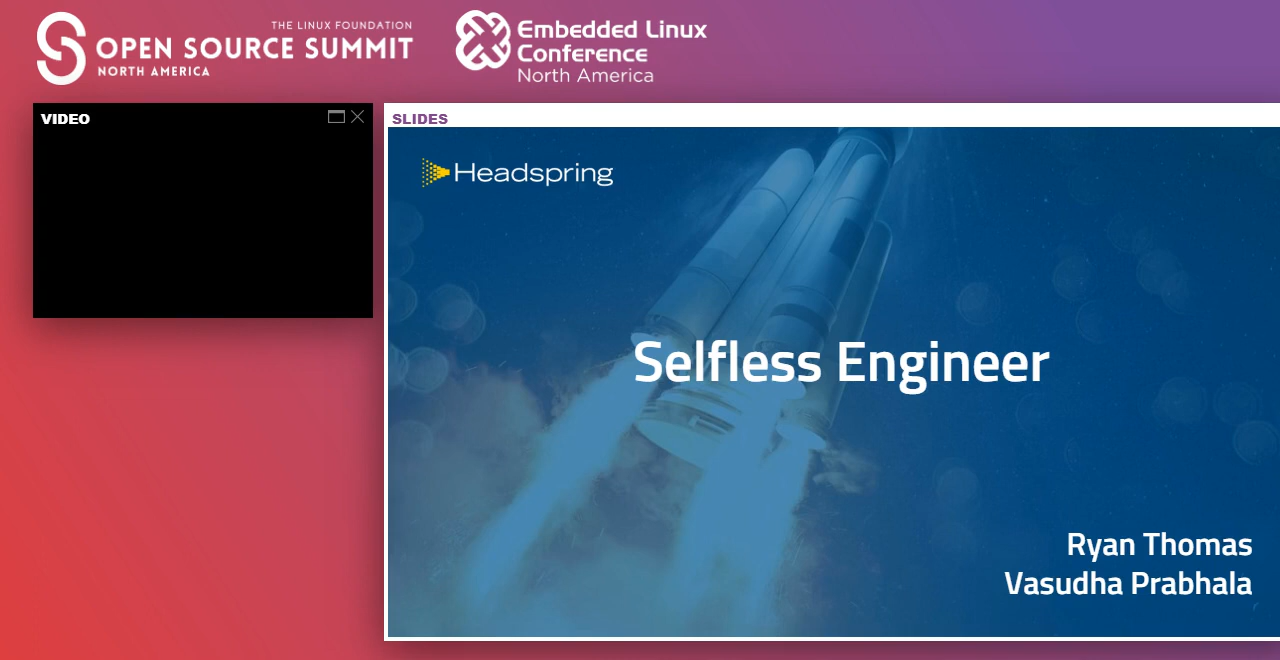 THE LINUX FOUNDATION
OPEN SOURCE SUMMIT
NORTH AMERICA
Embedded Linux
Conference
North America
VIDEO
SLIDES
Headspring
Selfless Engineer
Ryan Thomas
Vasudha Prabhala